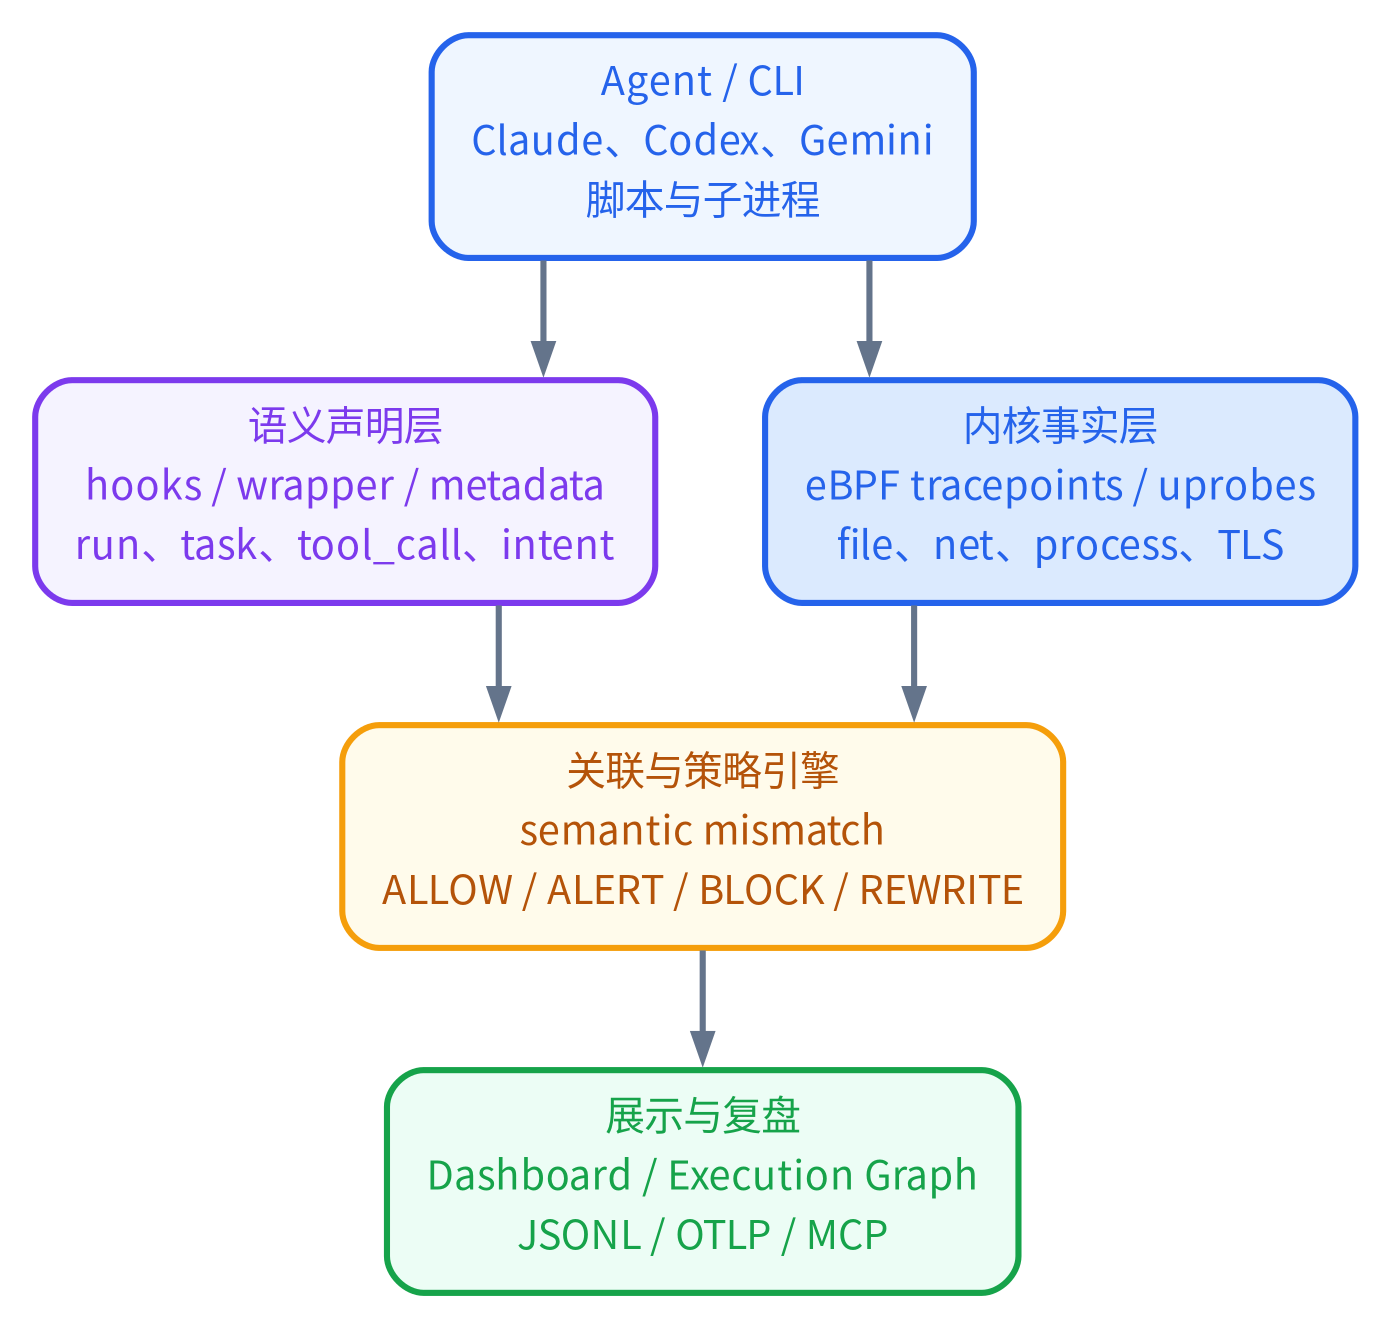 Agent / CLI
Claude、Codex、Gemini
脚本与子进程
语义声明层
hooks / wrapper / metadata
run、task、tool_call、intent
内核事实层
eBPF tracepoints / uprobes
file、net、process、TLS
关联与策略引擎
semantic mismatch
ALLOW / ALERT / BLOCK / REWRITE
展示与复盘
Dashboard / Execution Graph
JSONL / OTLP / MCP